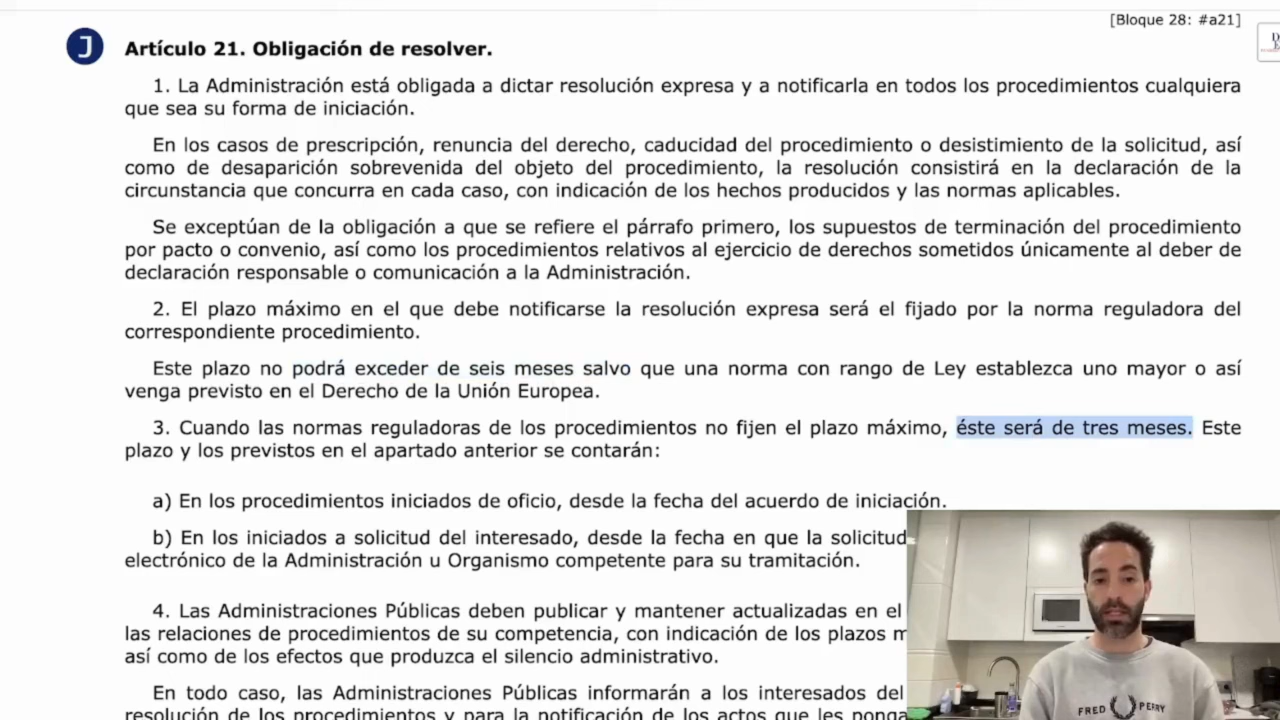 [Bloque 28: #a21]
J
Artículo 21. Obligación de resolver.
1. La Administración está obligada a dictar resolución expresa y a notificarla en todos los procedimientos cualquiera
que sea su forma de iniciación.
En los casos de prescripción, renuncia del derecho, caducidad del procedimiento o desistimiento de la solicitud, así
como de desaparición sobrevenida del objeto del procedimiento, la resolución consistirá en la declaración de la
circunstancia que concurra en cada caso, con indicación de los hechos producidos y las normas aplicables.
Se exceptúan de la obligación a que se refiere el párrafo primero, los supuestos de terminación del procedimiento
por pacto o convenio, así como los procedimientos relativos al ejercicio de derechos sometidos únicamente al deber de
declaración responsable o comunicación a la Administración.
2. El plazo máximo en el que debe notificarse la resolución expresa será el fijado por la norma reguladora del
correspondiente procedimiento.
Este plazo no podrá exceder de seis meses salvo que una norma con rango de Ley establezca uno mayor o así
venga previsto en el Derecho de la Unión Europea.
3. Cuando las normas reguladoras de los procedimientos no fijen el plazo máximo, éste será de tres meses. Este
plazo y los previstos en el apartado anterior se contarán:
a) En los procedimientos iniciados de oficio, desde la fecha del acuerdo de iniciación.
b) En los iniciados a solicitud del interesado, desde la fecha en que la solicitud
electrónico de la Administración u Organismo competente para su tramitación.
4. Las Administraciones Públicas deben publicar y mantener actualizadas en el
las relaciones de procedimientos de su competencia, con indicación de los plazos m
así como de los efectos que produzca el silencio administrativo.
En todo caso, las Administraciones Públicas informarán a los interesados del
resolución de los procedimientos y para la notificación de los actos que les ponga
FRED PERRY